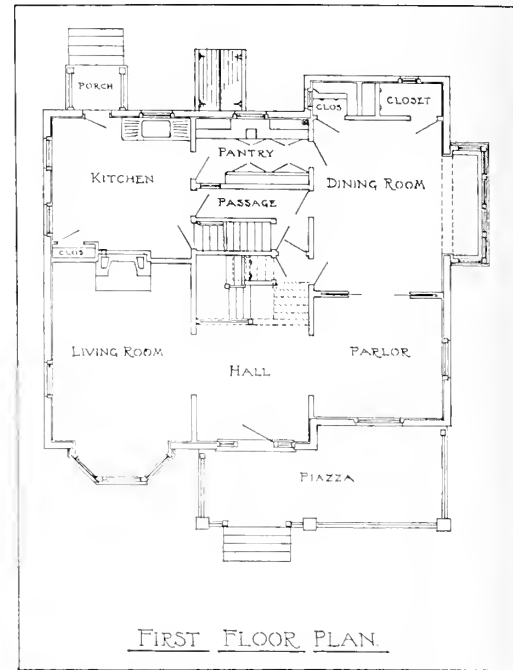 PORCH
CLOS
CLOSET
PANTRY
KITCHEN
DINING ROOM
PASSAGE
CLOS
LIVING ROOM
PARLOR
HALL
PIAZZA
FIRST FLOOR PLAN.